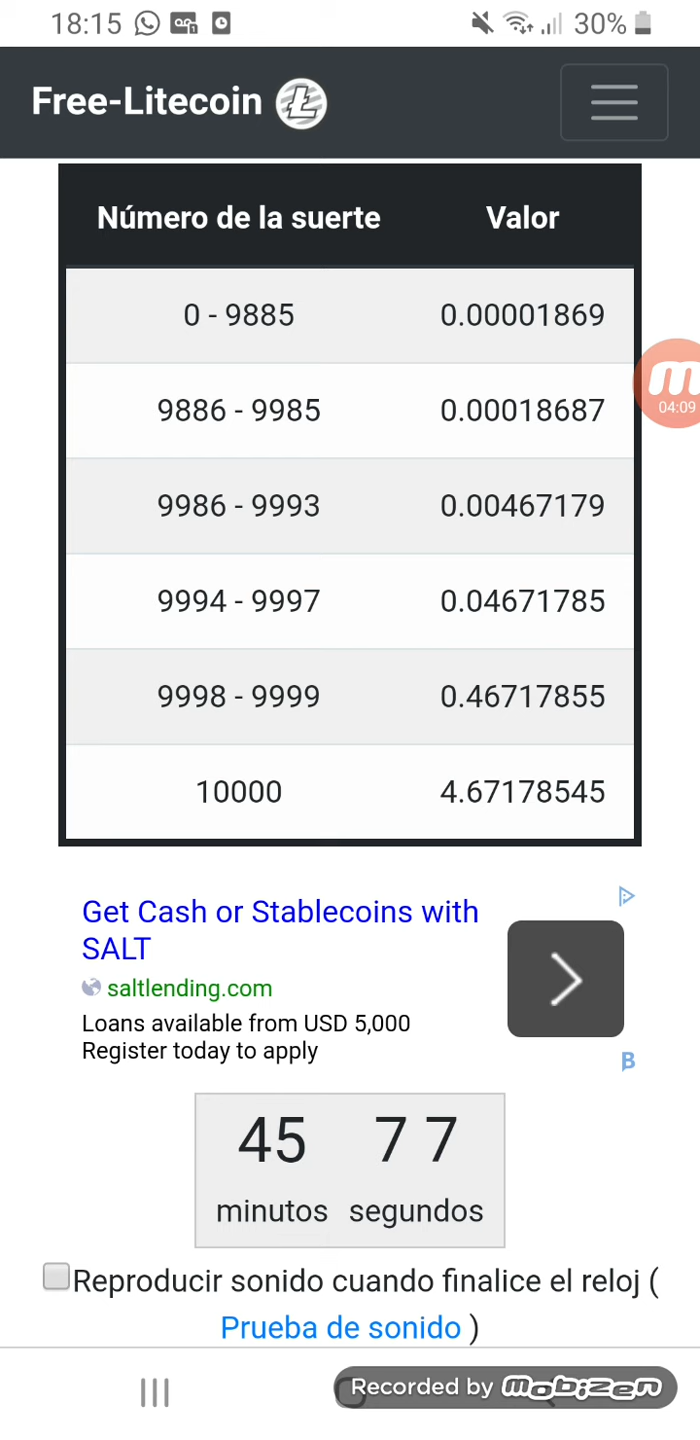 18:15 30%
Free-Litecoin
Número de la suerte Valor
0 - 9885 0.00001869
9886 - 9985 0.00018687
9986 - 9993 0.00467179
04:09
9994 - 9997 0.04671785
9998 - 9999 0.46717855
10000 4.67178545
Get Cash or Stablecoins with
SALT
saltlending.com
Loans available from USD 5,000
Register today to apply
45 7 7
minutos segundos
Reproducir sonido cuando finalice el reloj (
Prueba de sonido )
Recorded by mobizen